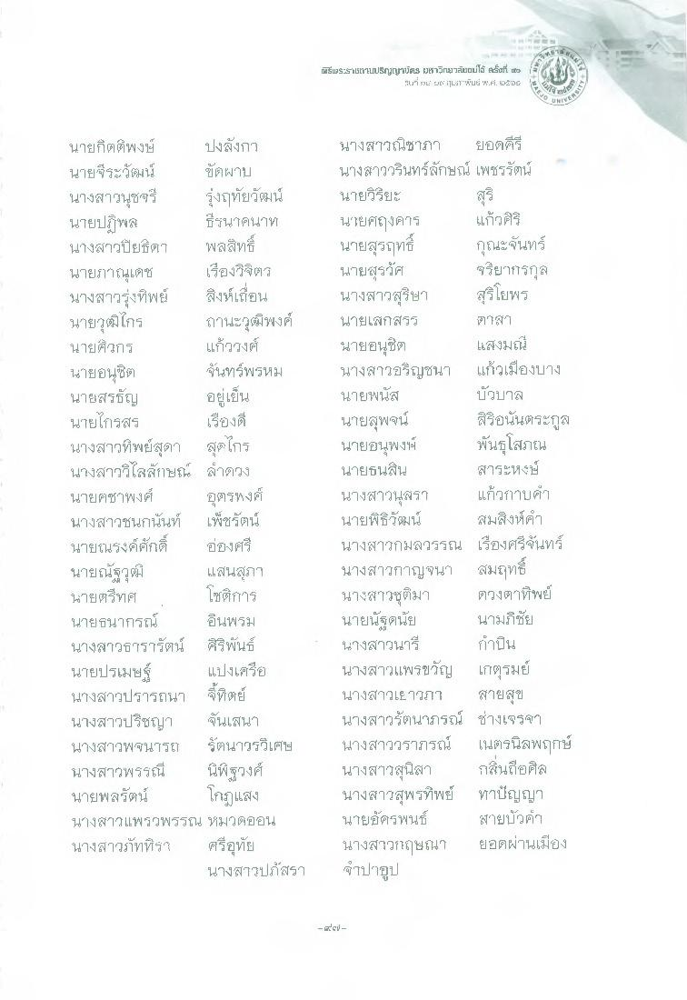 พิธีพระราชทานปริญญาบัตร มหาวิทยาลัยแม่โจ้ ครั้งที่ ๔๐
วันที่ ๑๘-๑๙ กุมภาพันธ์ พ.ศ. ๒๕๖๑
มหาวิทยาลัยแม่โจ้
MAEJO UNIVERSITY
นายกิตติพงษ์ ปงลังกา
นายจีระวัฒน์ ขัดผาบ
นางสาวนุชจรี รุ่งฤทัยวัฒน์
นายปฏิพล ธีรนาคนาท
นางสาวปิยธิดา พลสิทธิ์
นายภาณุเดช เรืองวิจิตร
นางสาวรุ่งทิพย์ สิงห์เถื่อน
นายวุฒิไกร ถานะวุฒิพงค์
นายศิวกร แก้ววงศ์
นายอนุชิต จันทร์พรหม
นายสรธัญ อยู่เย็น
นายไกรสร เรืองดี
นางสาวทิพย์สุดา สุดไกร
นางสาววิไลลักษณ์ ลำดวง
นายคชาพงศ์ อุตรพงศ์
นางสาวชนกนันท์ เพ็ชรัตน์
นายณรงค์ศักดิ์ อ่องศรี
นายณัฐวุฒิ แสนสุภา
นายตรีทศ โชติการ
นายธนากรณ์ อินพรม
นางสาวธารารัตน์ ศิริพันธ์
นายปรเมษฐ์ แปงเครือ
นางสาวปรารถนา จี้ทิตย์
นางสาวปริชญา จันเสนา
นางสาวพจนารถ รัตนาวรวิเศษ
นางสาวพรรณี นิพิฐวงศ์
นายพลรัตน์ โกฎแสง
นางสาวแพรวพรรณ หมวดออน
นางสาวภัททิรา ศรีอุทัย
นางสาวณิชาภา ยอดคีรี
นางสาววรินทร์ลักษณ์ เพชรรัตน์
นายวิริยะ สุริ
นายศฤงคาร แก้วศิริ
นายสุรฤทธิ์ กุณะจันทร์
นายสุรวัศ จริยากรกุล
นางสาวสุริษา สุริโยพร
นายเลกสรร ตาสา
นายอนุชิต แสงมณี
นางสาวอริญชนา แก้วเมืองบาง
นายพนัส บัวบาล
นายสุพจน์ สิริอนันตระกูล
นายอนุพงษ์ พันธุโสภณ
นายธนสิน สาระหงษ์
นางสาวนุสรา แก้วกาบคำ
นายพิธิวัฒน์ สมสิงห์คำ
นางสาวกมลวรรณ เรืองศรีจันทร์
นางสาวกาญจนา สมฤทธิ์
นางสาวชุติมา ดวงตาทิพย์
นายนัฐดนัย นามภิชัย
นางสาวนารี กำบิน
นางสาวแพรขวัญ เกตุรมย์
นางสาวเยาวภา สายสุข
นางสาวรัตนาภรณ์ ช่างเจรจา
นางสาววราภรณ์ เนตรนิลพฤกษ์
นางสาวสุนิสา กลิ่นถือศิล
นางสาวสุพรทิพย์ ทาปัญญา
นายอัครพนธ์ สายบัวคำ
นางสาวกฤษณา ยอดผ่านเมือง
นางสาวปภัสรา จำปาอูป
-๙๗-